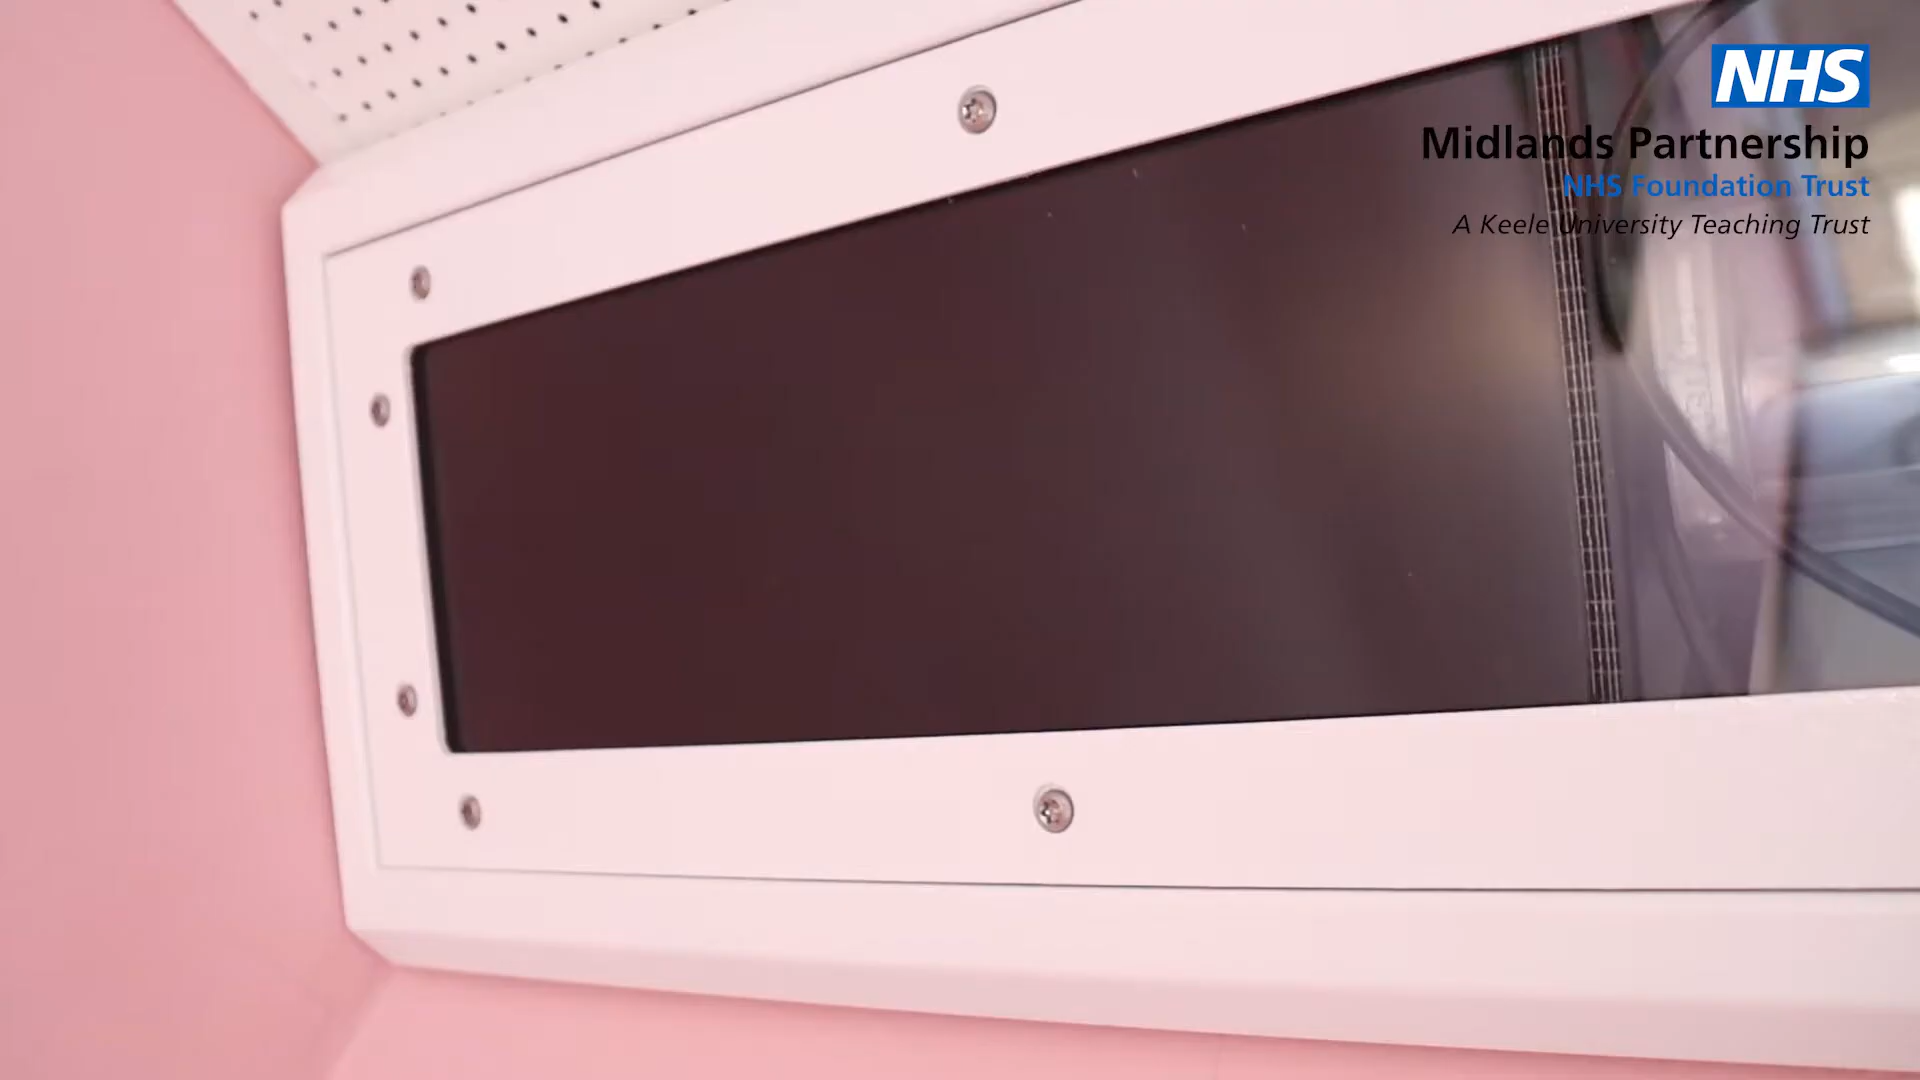 NHS
Midlands Partnership
NHS Foundation Trust
A Keele University Teaching Trust